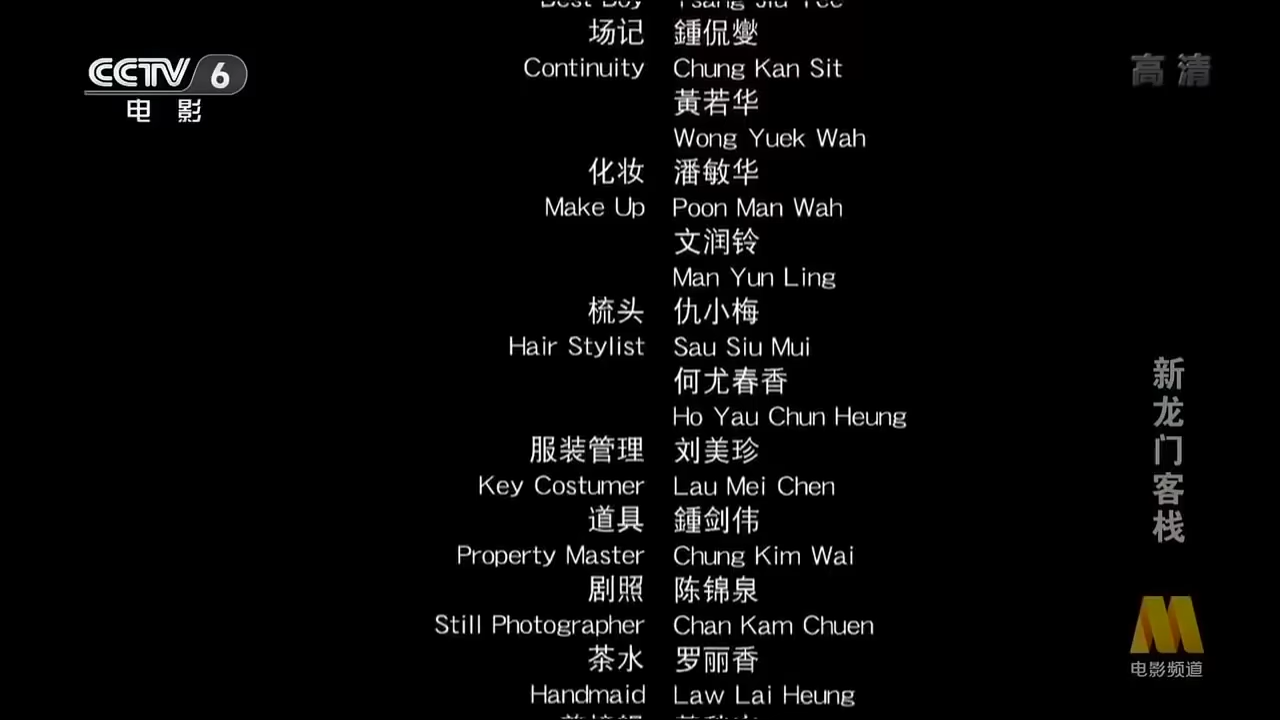 CCTV 6
电影
高清
Best Boy Tsang Jiu Yee
场记 鍾侃燮
Continuity Chung Kan Sit
黃若华
Wong Yuek Wah
化妆 潘敏华
Make Up Poon Man Wah
文润铃
Man Yun Ling
梳头 仇小梅
Hair Stylist Sau Siu Mui
何尤春香
Ho Yau Chun Heung
服装管理 刘美珍
Key Costumer Lau Mei Chen
道具 鍾剑伟
Property Master Chung Kim Wai
剧照 陈锦泉
Still Photographer Chan Kam Chuen
茶水 罗丽香
Handmaid Law Lai Heung
新龙门客栈
电影频道